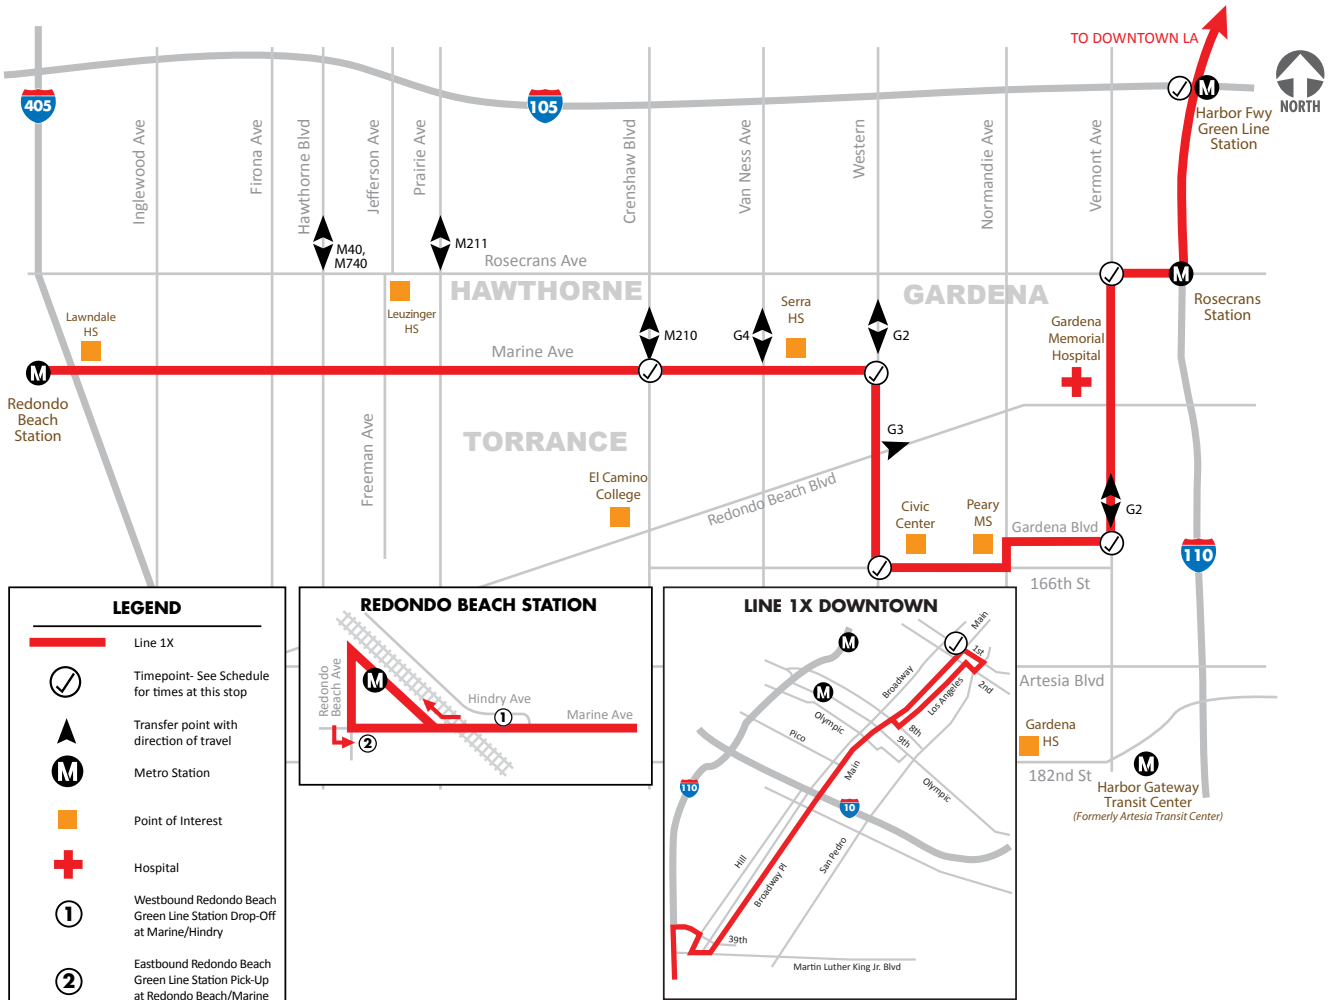 TO DOWNTOWN LA
405
105
NORTH
Harbor Fwy
Green Line
Station
Inglewood Ave
Firona Ave
Hawthorne Blvd
Jefferson Ave
Prairie Ave
Crenshaw Blvd
Van Ness Ave
Western
Normandie Ave
Vermont Ave
M40,
M740
M211
Rosecrans Ave
HAWTHORNE
GARDENA
M
Rosecrans
Station
Lawndale
HS
Leuzinger
HS
Serra
HS
M210
G4
G2
Gardena
Memorial
Hospital
Marine Ave
M
Redondo
Beach
Station
Freeman Ave
TORRANCE
G3
El Camino
College
Redondo Beach Blvd
Civic
Center
Peary
MS
Gardena Blvd
G2
110
166th St
Artesia Blvd
Gardena
HS
182nd St
M
Harbor Gateway
Transit Center
(Formerly Artesia Transit Center)
LEGEND
Line 1X
Timepoint- See Schedule
for times at this stop
Transfer point with
direction of travel
M
Metro Station
Point of Interest
Hospital
1
Westbound Redondo Beach
Green Line Station Drop-Off
at Marine/Hindry
2
Eastbound Redondo Beach
Green Line Station Pick-Up
at Redondo Beach/Marine
REDONDO BEACH STATION
Redondo
Beach Ave
M
Hindry Ave
1
Marine Ave
2
LINE 1X DOWNTOWN
M
Main
1st
2nd
Broadway
Los Angeles
M
Olympic
8th
9th
Pico
Main
Olympic
110
10
San Pedro
Hill
Broadway Pl
39th
Martin Luther King Jr. Blvd
M